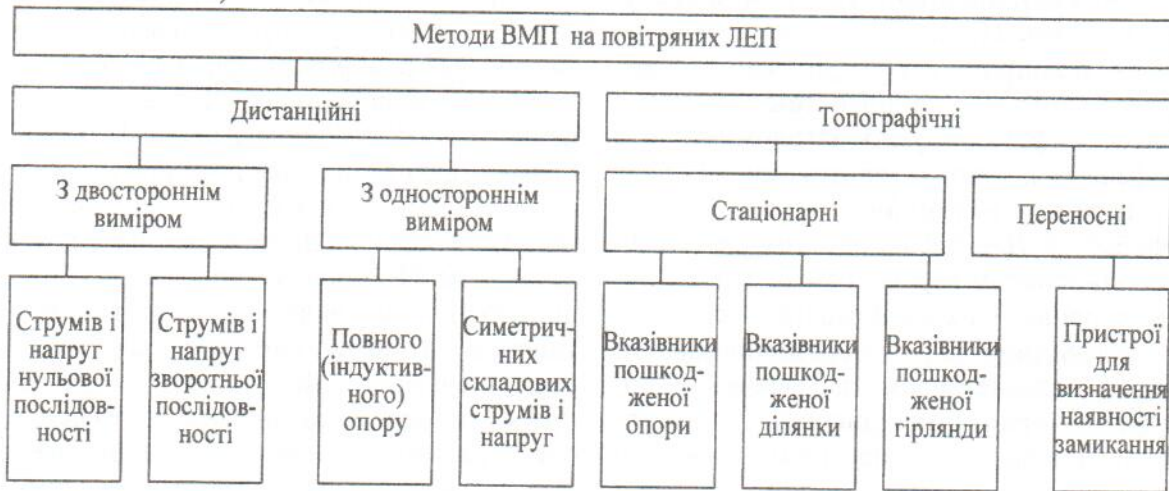 Методи ВМП на повітряних ЛЕП
Дистанційні
Топографічні
З двостороннім
виміром
З одностороннім
виміром
Стаціонарні
Переносні
Струмів і
напруг
нульової
послідов-
ності
Струмів і
напруг
зворотньої
послідов-
ності
Повного
(індуктив-
ного)
опору
Симетрич-
них
складових
струмів і
напруг
Вказівники
пошкод-
женої
опори
Вказівники
пошкод-
женої
ділянки
Вказівники
пошкод-
женої
гірлянди
Пристрої
для
визначення
наявності
замикання